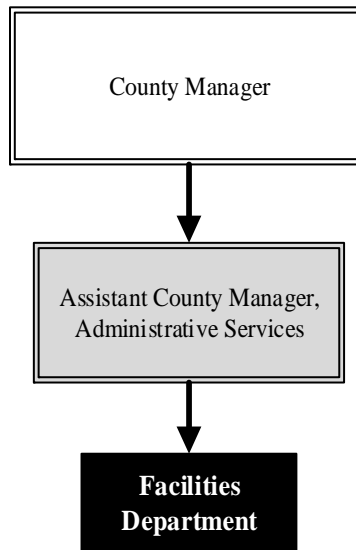 County Manager
Assistant County Manager,
Administrative Services
Facilities
Department